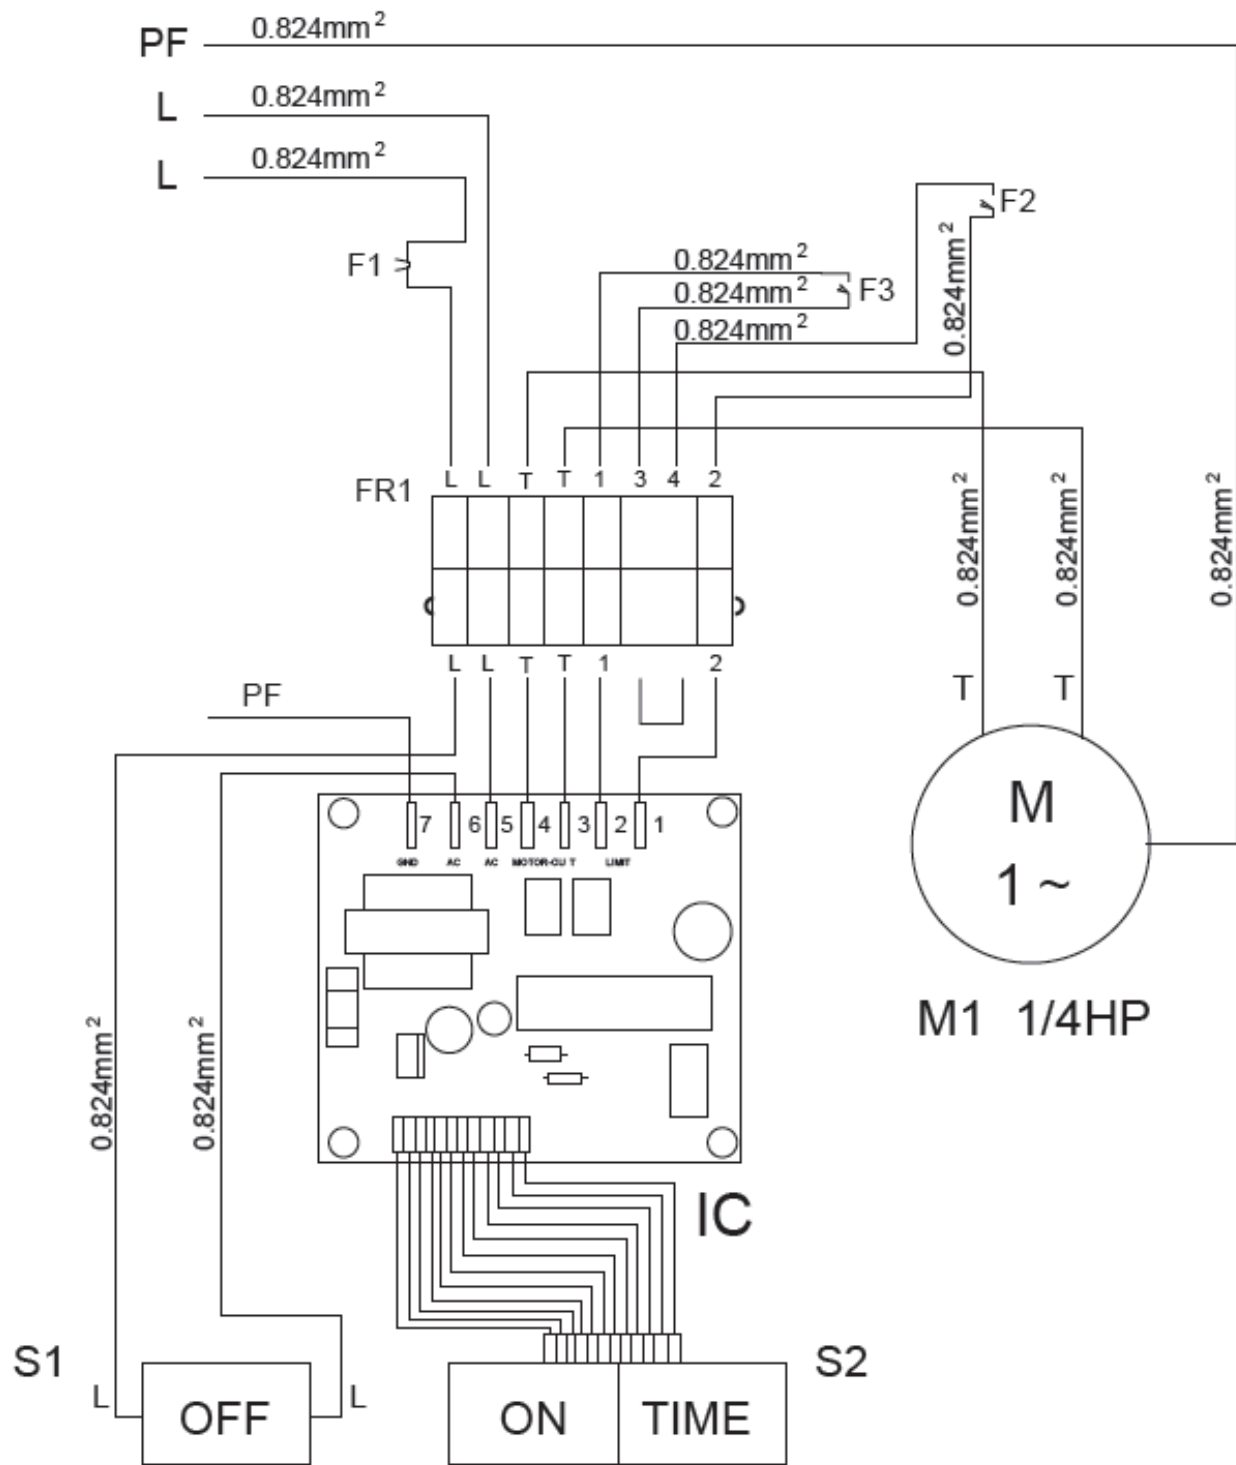 PF 0.824mm²
L 0.824mm²
L 0.824mm²
F1
F2
0.824mm²
0.824mm²
F3
0.824mm²
0.824mm²
FR1
L L T T 1 3 4 2
0.824mm²
0.824mm²
0.824mm²
L L T T 1 2
T T
PF
M
1 ~
M1 1/4HP
7 6 5 4 3 2 1
GND AC AC MOTOR-CU T LIMIT
0.824mm²
0.824mm²
IC
S1
S2
L OFF L
ON TIME